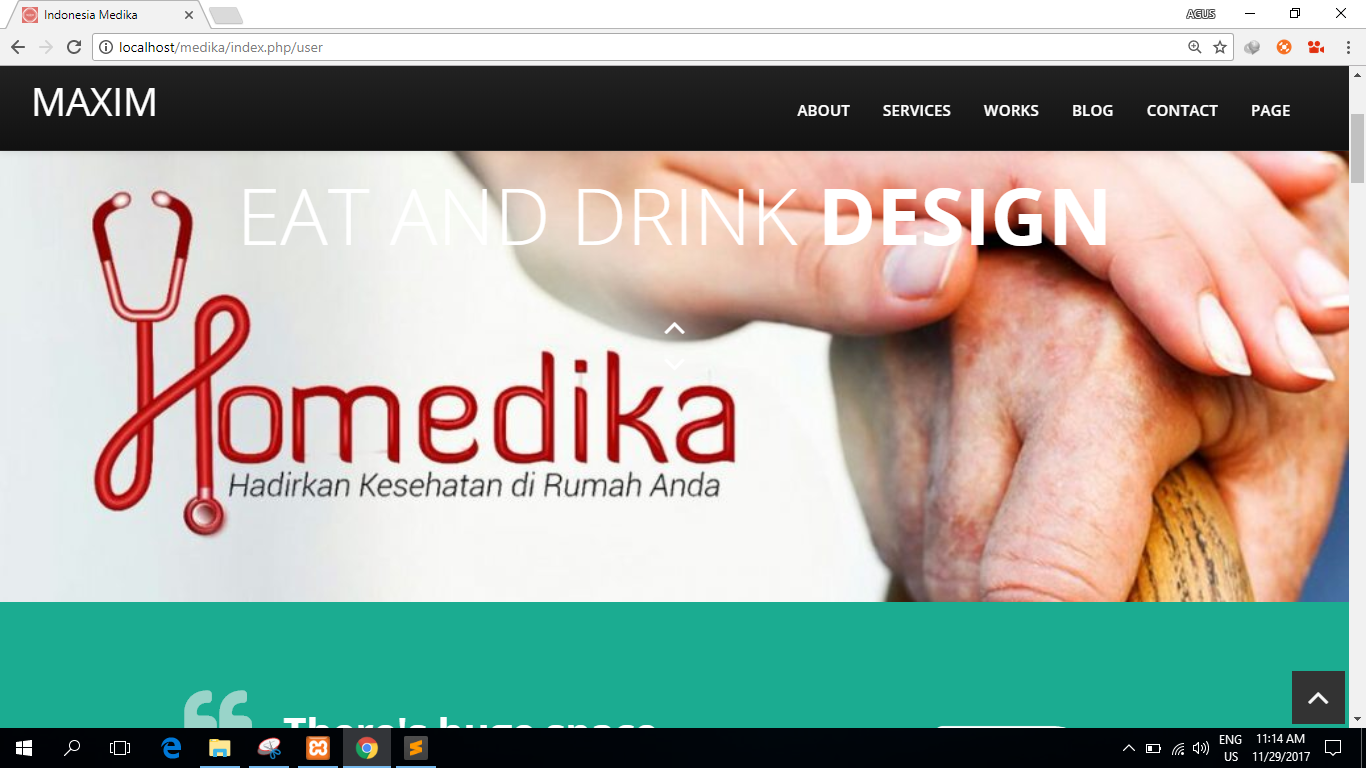 Indonesia Medika
AGUS
localhost/medika/index.php/user
MAXIM
ABOUT SERVICES WORKS BLOG CONTACT PAGE
EAT AND DRINK DESIGN
Homedika
Hadirkan Kesehatan di Rumah Anda
There's huge space
ENG
US
11:14 AM
11/29/2017